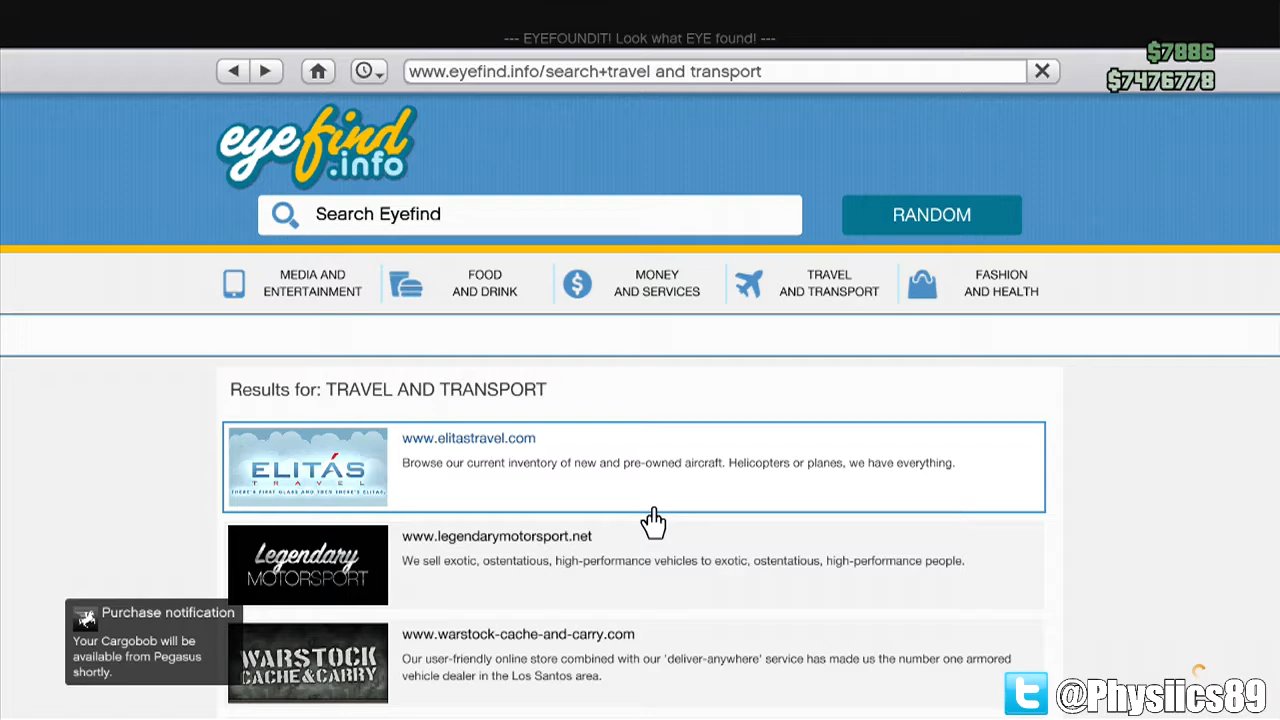 --- EYEFOUNDIT! Look what EYE found! ---
$7886
www.eyefind.info/search+travel and transport
$7476778
eyefind
.info
Search Eyefind
RANDOM
MEDIA AND
ENTERTAINMENT
FOOD
AND DRINK
MONEY
AND SERVICES
TRAVEL
AND TRANSPORT
FASHION
AND HEALTH
Results for: TRAVEL AND TRANSPORT
ELITÁS
TRAVEL
THERE'S FIRST CLASS AND THEN THERE'S ELITAS.
www.elitastravel.com
Browse our current inventory of new and pre-owned aircraft. Helicopters or planes, we have everything.
Legendary
MOTORSPORT
www.legendarymotorsport.net
We sell exotic, ostentatious, high-performance vehicles to exotic, ostentatious, high-performance people.
Purchase notification
Your Cargobob will be
available from Pegasus
shortly.
WARSTOCK
CACHE & CARRY
www.warstock-cache-and-carry.com
Our user-friendly online store combined with our 'deliver-anywhere' service has made us the number one armored
vehicle dealer in the Los Santos area.
@Physiics89